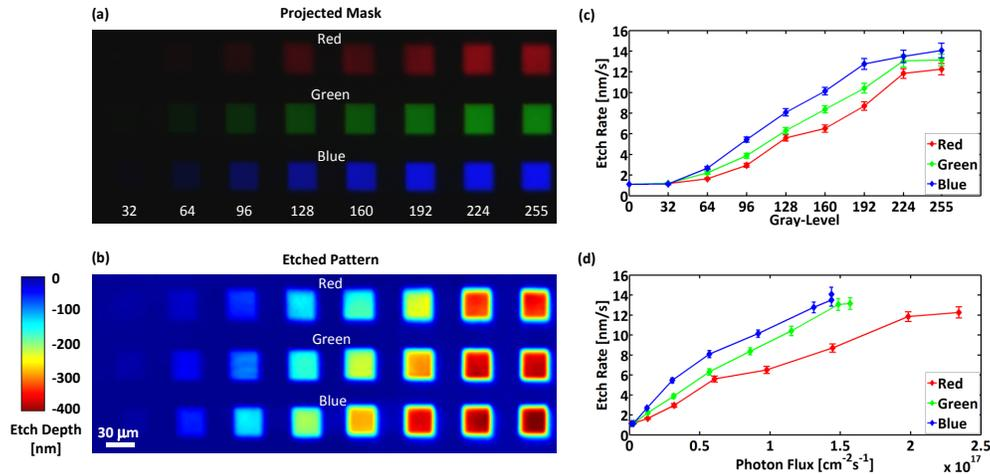 (a)
Projected Mask
Red
Green
Blue
32 64 96 128 160 192 224 255
(b)
Etched Pattern
Red
Green
Blue
30 µm
0
-100
-200
-300
-400
Etch Depth
[nm]
(c)
16
14
12
10
8
6
4
2
0
Etch Rate [nm/s]
0 32 64 96 128 160 192 224 255
Gray-Level
Red
Green
Blue
(d)
16
14
12
10
8
6
4
2
0
Etch Rate [nm/s]
0 0.5 1 1.5 2 2.5
Photon Flux [cm-2s-1]
x 10^17
Red
Green
Blue